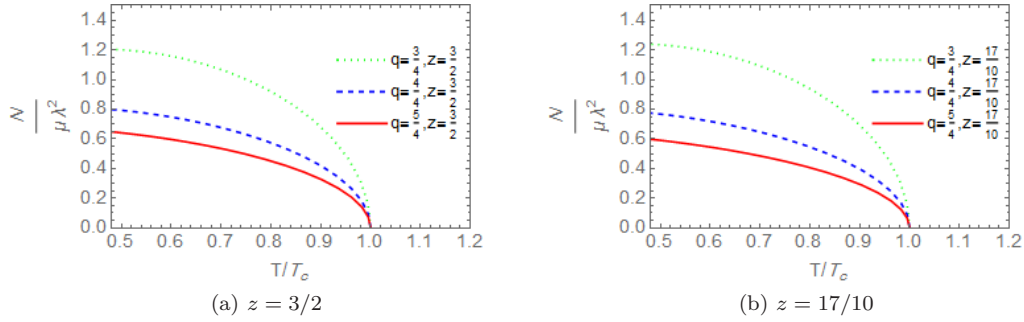 1.4
1.2
1.0
0.8
0.6
0.4
0.2
0.0
N
μ λ²
q=3/4,z=3/2
q=4/4,z=3/2
q=5/4,z=3/2
0.5 0.6 0.7 0.8 0.9 1.0 1.1 1.2
T/T_c
(a) z = 3/2
1.4
1.2
1.0
0.8
0.6
0.4
0.2
0.0
N
μ λ²
q=3/4,z=17/10
q=4/4,z=17/10
q=5/4,z=17/10
0.5 0.6 0.7 0.8 0.9 1.0 1.1 1.2
T/T_c
(b) z = 17/10